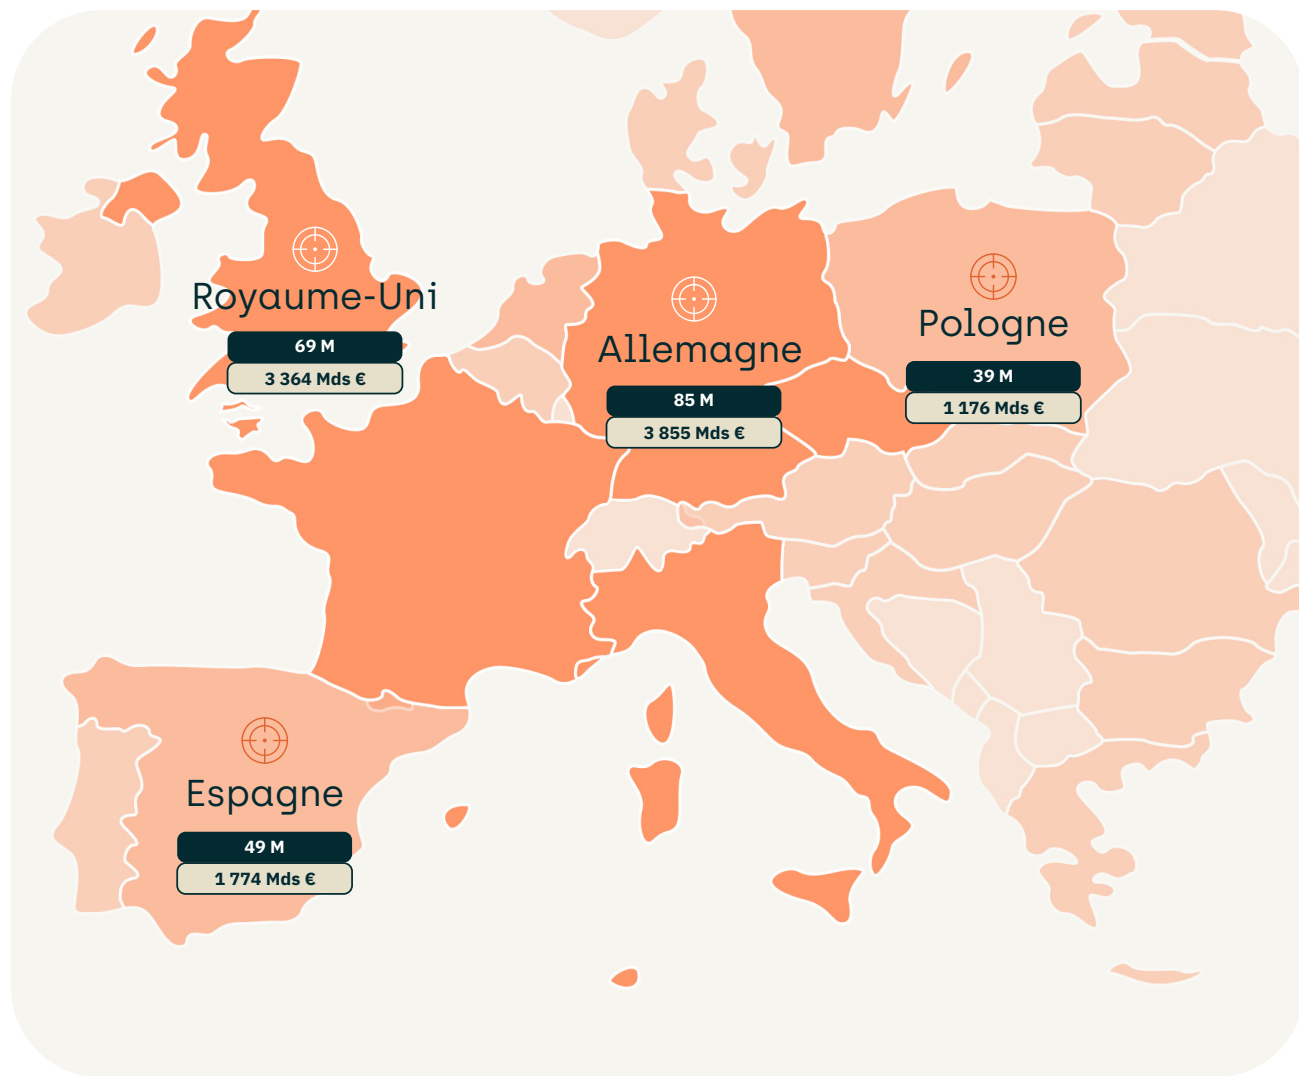 Royaume-Uni
69 M
3 364 Mds €
Allemagne
85 M
3 855 Mds €
Pologne
39 M
1 176 Mds €
Espagne
49 M
1 774 Mds €